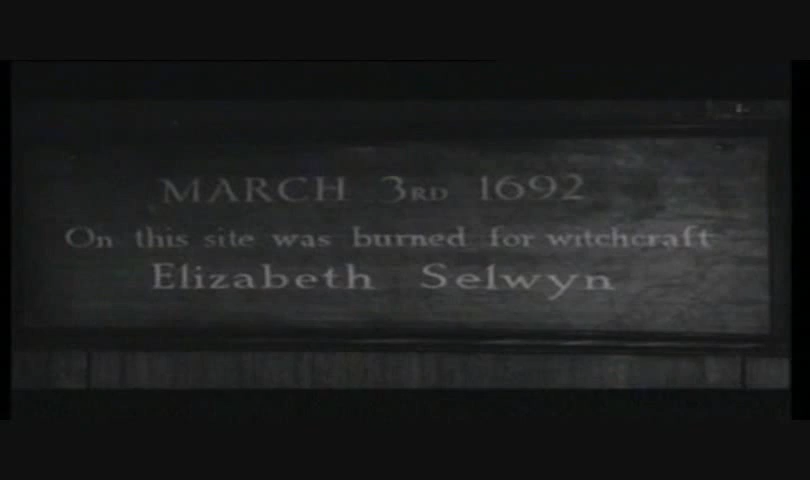 MARCH 3RD 1692
On this site was burned for witchcraft
Elizabeth Selwyn